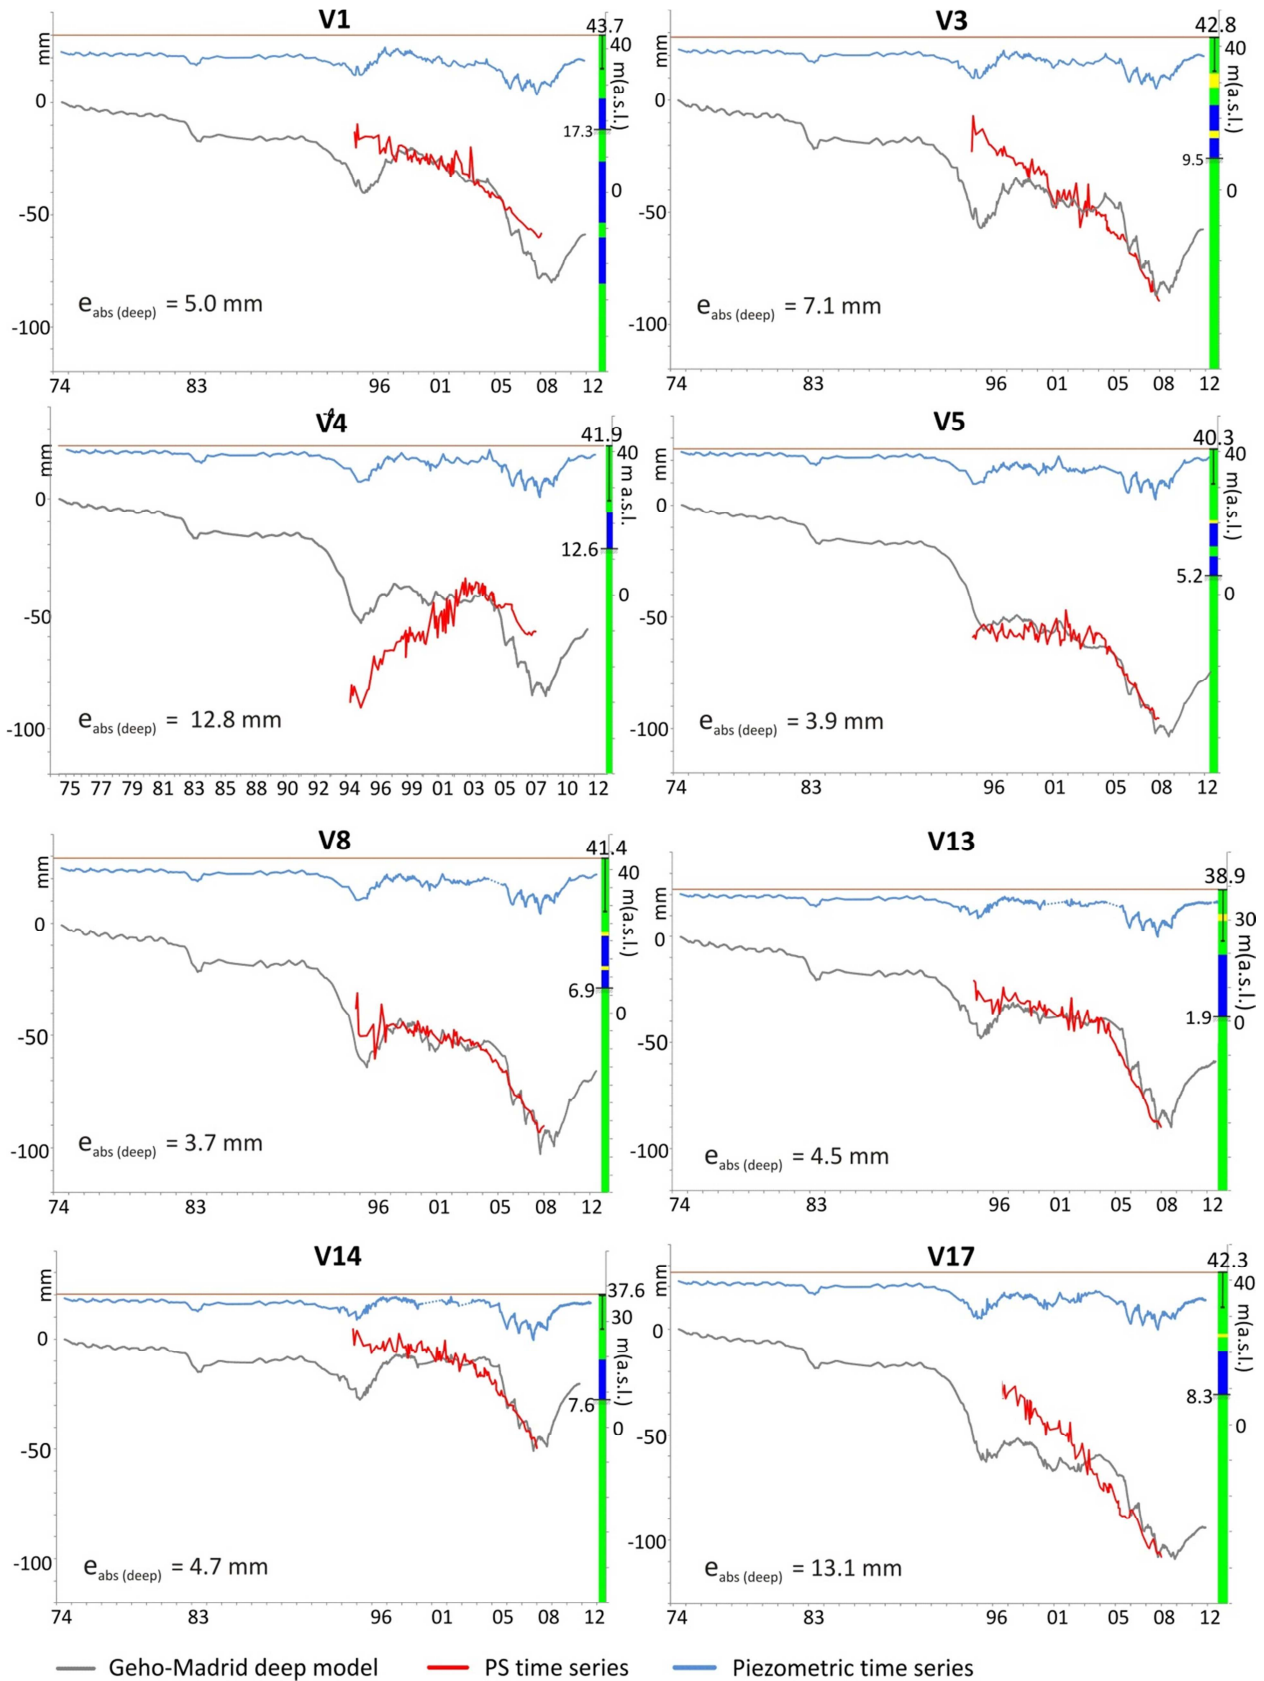 V1
43.7
mm
40
m(a.s.l.)
0
17.3
0
-50
-100
e abs (deep) = 5.0 mm
74 83 96 01 05 08 12
V3
42.8
mm
40
m(a.s.l.)
0
9.5
0
-50
-100
e abs (deep) = 7.1 mm
74 83 96 01 05 08 12
V4
41.9
mm
40
m(a.s.l.
0
12.6
0
-50
-100
e abs (deep) = 12.8 mm
75 77 79 81 83 86 88 90 92 94 96 99 01 03 05 07 10 12
V5
40.3
mm
40
m(a.s.l.)
0
5.2
0
-50
-100
e abs (deep) = 3.9 mm
74 83 96 01 05 08 12
V8
41.4
mm
40
m(a.s.l.)
0
6.9
0
-50
-100
e abs (deep) = 3.7 mm
74 83 96 01 05 08 12
V13
38.9
mm
30
m(a.s.l.)
0
1.9
0
-50
-100
e abs (deep) = 4.5 mm
74 83 96 01 05 08 12
V14
37.6
mm
30
m(a.s.l.)
0
7.6
0
-50
-100
e abs (deep) = 4.7 mm
74 83 96 01 05 08 12
V17
42.3
mm
40
m(a.s.l.)
0
8.3
0
-50
-100
e abs (deep) = 13.1 mm
74 83 96 01 05 08 12
Geho-Madrid deep model PS time series Piezometric time series